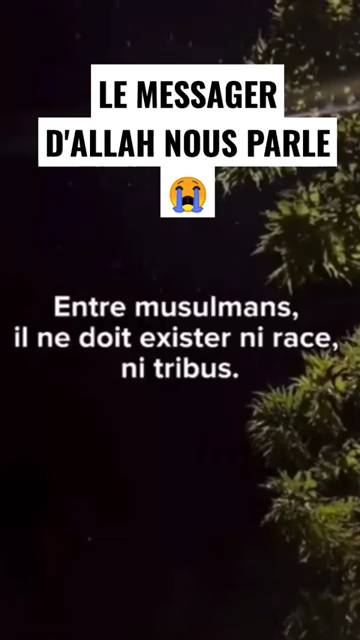 LE MESSAGER
D'ALLAH NOUS PARLE
😭
Entre musulmans,
il ne doit exister ni race,
ni tribus.